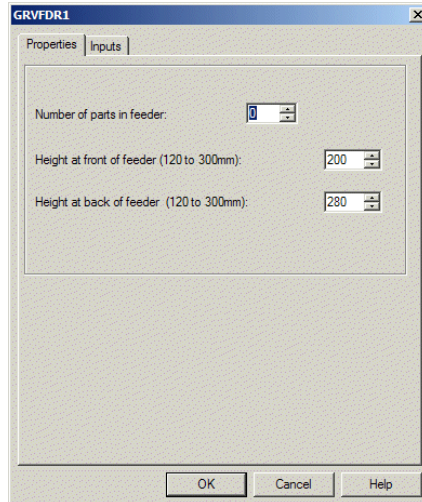 GRVFDR1
Properties Inputs
Number of parts in feeder: 0
Height at front of feeder (120 to 300mm): 200
Height at back of feeder (120 to 300mm): 280
OK Cancel Help